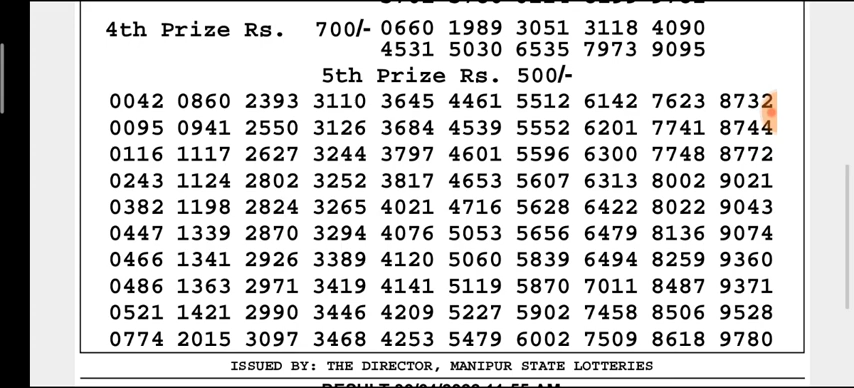 4th Prize Rs. 700/- 0660 1989 3051 3118 4090
4531 5030 6535 7973 9095
5th Prize Rs. 500/-
0042 0860 2393 3110 3645 4461 5512 6142 7623 8732
0095 0941 2550 3126 3684 4539 5552 6201 7741 8744
0116 1117 2627 3244 3797 4601 5596 6300 7748 8772
0243 1124 2802 3252 3817 4653 5607 6313 8002 9021
0382 1198 2824 3265 4021 4716 5628 6422 8022 9043
0447 1339 2870 3294 4076 5053 5656 6479 8136 9074
0466 1341 2926 3389 4120 5060 5839 6494 8259 9360
0486 1363 2971 3419 4141 5119 5870 7011 8487 9371
0521 1421 2990 3446 4209 5227 5902 7458 8506 9528
0774 2015 3097 3468 4253 5479 6002 7509 8618 9780
ISSUED BY: THE DIRECTOR, MANIPUR STATE LOTTERIES